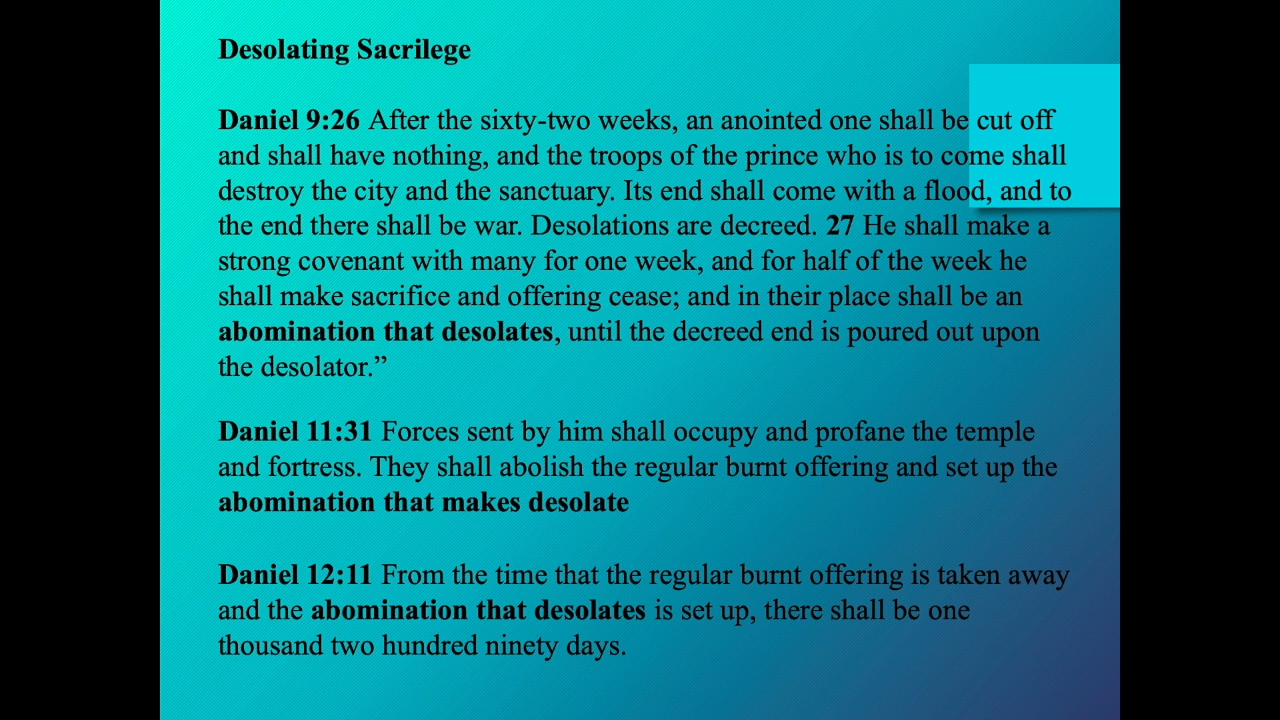 Desolating Sacrilege
Daniel 9:26 After the sixty-two weeks, an anointed one shall be cut off
and shall have nothing, and the troops of the prince who is to come shall
destroy the city and the sanctuary. Its end shall come with a flood, and to
the end there shall be war. Desolations are decreed. 27 He shall make a
strong covenant with many for one week, and for half of the week he
shall make sacrifice and offering cease; and in their place shall be an
abomination that desolates, until the decreed end is poured out upon
the desolator.”
Daniel 11:31 Forces sent by him shall occupy and profane the temple
and fortress. They shall abolish the regular burnt offering and set up the
abomination that makes desolate
Daniel 12:11 From the time that the regular burnt offering is taken away
and the abomination that desolates is set up, there shall be one
thousand two hundred ninety days.